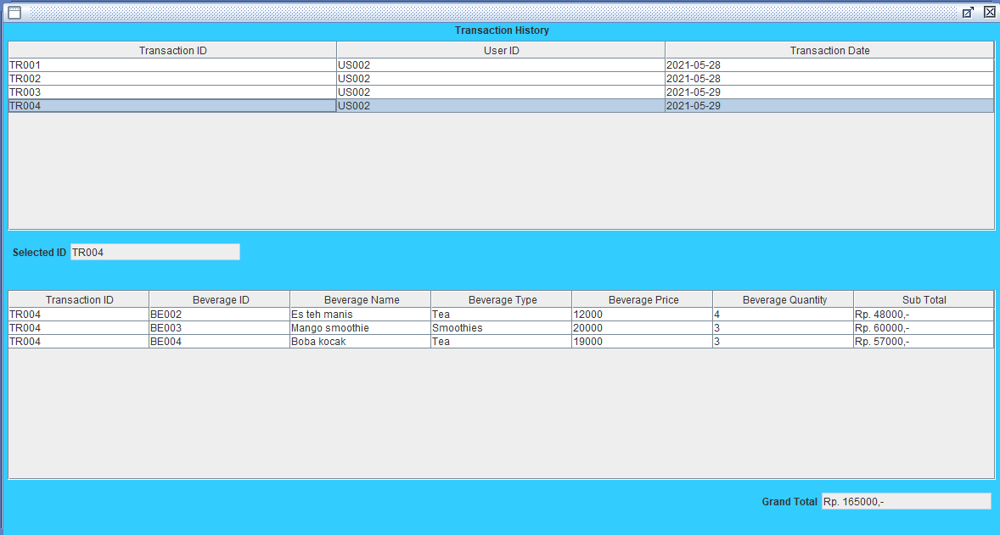 Transaction History
Transaction ID User ID Transaction Date
TR001 US002 2021-05-28
TR002 US002 2021-05-28
TR003 US002 2021-05-29
TR004 US002 2021-05-29
Selected ID TR004
Transaction ID Beverage ID Beverage Name Beverage Type Beverage Price Beverage Quantity Sub Total
TR004 BE002 Es teh manis Tea 12000 4 Rp. 48000,-
TR004 BE003 Mango smoothie Smoothies 20000 3 Rp. 60000,-
TR004 BE004 Boba kocak Tea 19000 3 Rp. 57000,-
Grand Total Rp. 165000,-